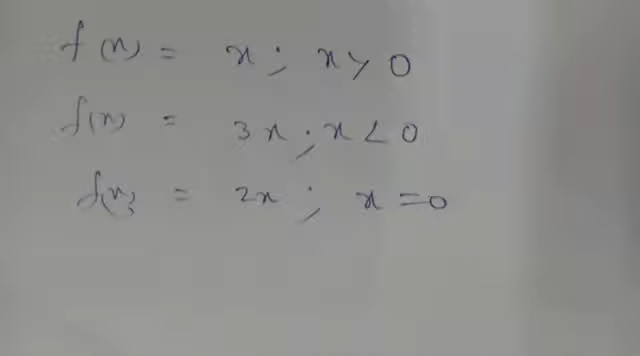 f(x) = x ; x > 0
f(x) = 3x ; x < 0
f(x) = 2x ; x = 0